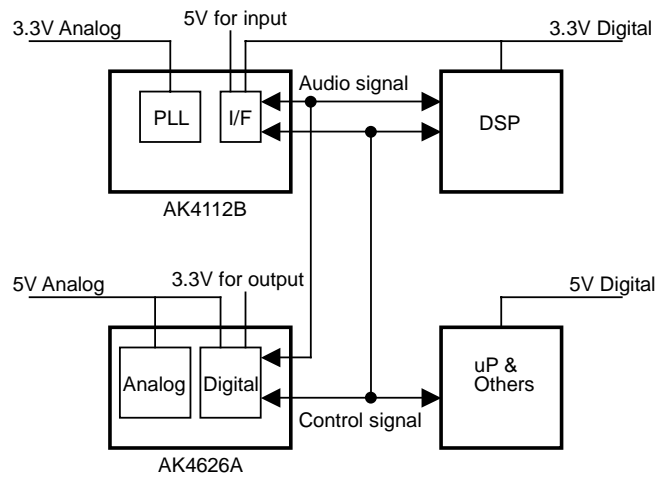 5V for input
3.3V Analog
3.3V Digital
Audio signal
PLL
I/F
DSP
AK4112B
5V Analog
3.3V for output
5V Digital
Analog
Digital
uP &
Others
Control signal
AK4626A